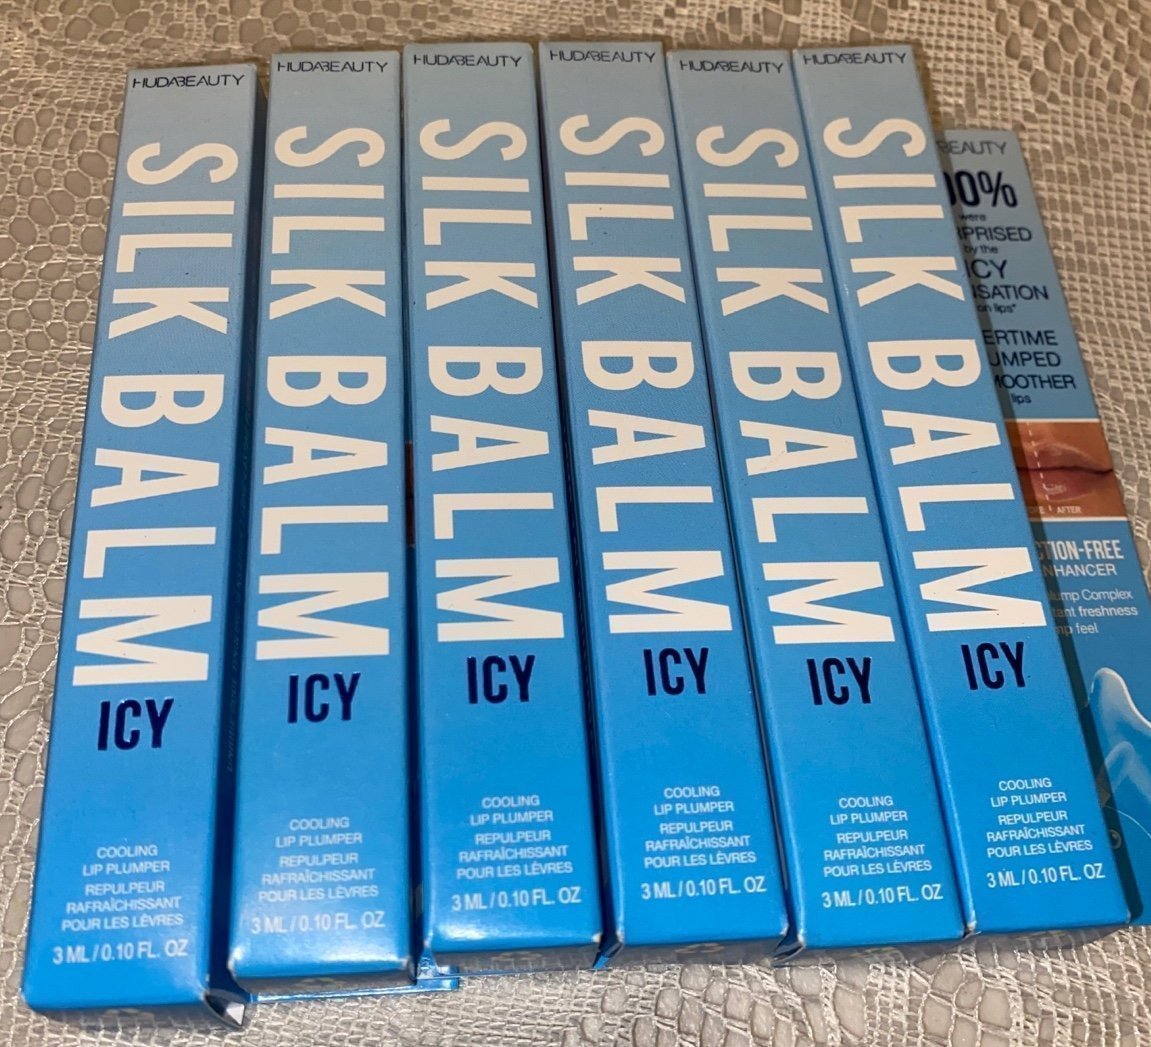 HUDABEAUTY
SILK BALM
ICY
COOLING
LIP PLUMPER
REPULPEUR
RAFRAÎCHISSANT
POUR LES LÈVRES
3 ML / 0.10 FL. OZ
HUDABEAUTY
SILK BALM
ICY
COOLING
LIP PLUMPER
REPULPEUR
RAFRAÎCHISSANT
POUR LES LÈVRES
3 ML / 0.10 FL. OZ
HUDABEAUTY
SILK BALM
ICY
COOLING
LIP PLUMPER
REPULPEUR
RAFRAÎCHISSANT
POUR LES LÈVRES
3 ML / 0.10 FL. OZ
HUDABEAUTY
SILK BALM
ICY
COOLING
LIP PLUMPER
REPULPEUR
RAFRAÎCHISSANT
POUR LES LÈVRES
3 ML / 0.10 FL. OZ
HUDABEAUTY
SILK BALM
ICY
COOLING
LIP PLUMPER
REPULPEUR
RAFRAÎCHISSANT
POUR LES LÈVRES
3 ML / 0.10 FL. OZ
HUDABEAUTY
SILK BALM
ICY
COOLING
LIP PLUMPER
REPULPEUR
RAFRAÎCHISSANT
POUR LES LÈVRES
3 ML / 0.10 FL. OZ
BEAUTY
00%
were
PRISED
by the
ICY
SATION
on lips*
ERTIME
UMPED
MOOTHER
lips
AFTER
CTION-FREE
NHANCER
ump Complex
tant freshness
mp feel